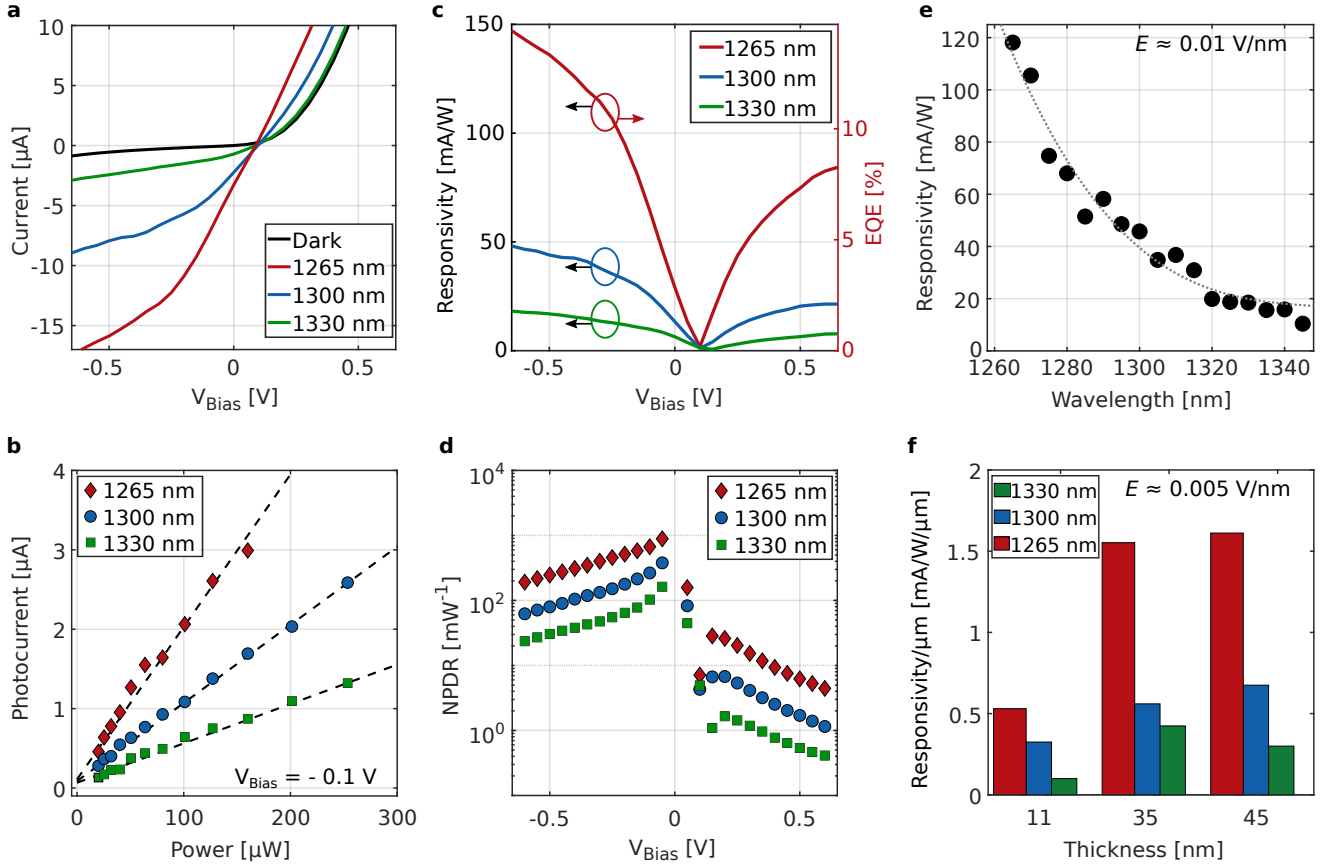 a
10
5
0
-5
-10
-15
Current [µA]
Dark
1265 nm
1300 nm
1330 nm
-0.5
0
0.5
V_Bias [V]
b
4
3
2
1
0
Photocurrent [µA]
1265 nm
1300 nm
1330 nm
V_Bias = - 0.1 V
0
100
200
300
Power [µW]
c
150
100
50
0
Responsivity [mA/W]
1265 nm
1300 nm
1330 nm
10
5
0
EQE [%]
-0.5
0
0.5
V_Bias [V]
d
10^4
10^2
10^0
NPDR [mW^-1]
1265 nm
1300 nm
1330 nm
-0.5
0
0.5
V_Bias [V]
e
120
100
80
60
40
20
0
Responsivity [mA/W]
E ≈ 0.01 V/nm
1260
1280
1300
1320
1340
Wavelength [nm]
f
2
1.5
1
0.5
0
Responsivity/µm [mA/W/µm]
1330 nm
1300 nm
1265 nm
E ≈ 0.005 V/nm
11
35
45
Thickness [nm]